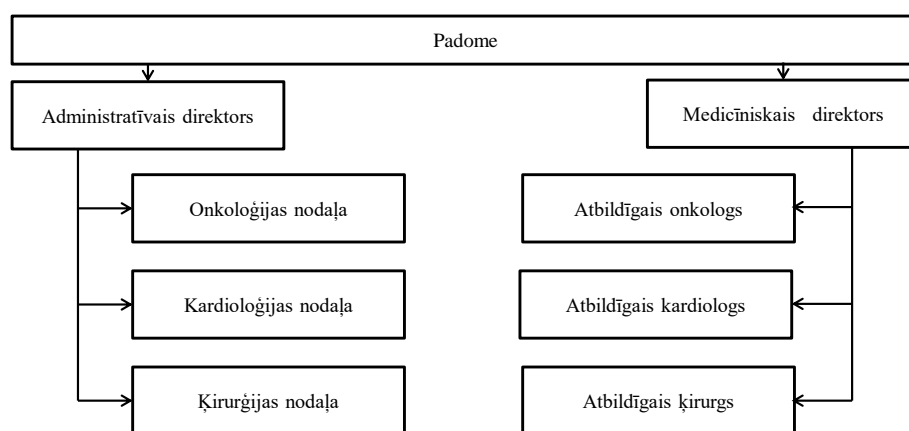 Padome
Administratīvais direktors
Medicīniskais direktors
Onkoloģijas nodaļa
Atbildīgais onkologs
Kardioloģijas nodaļa
Atbildīgais kardiologs
Ķirurģijas nodaļa
Atbildīgais ķirurgs